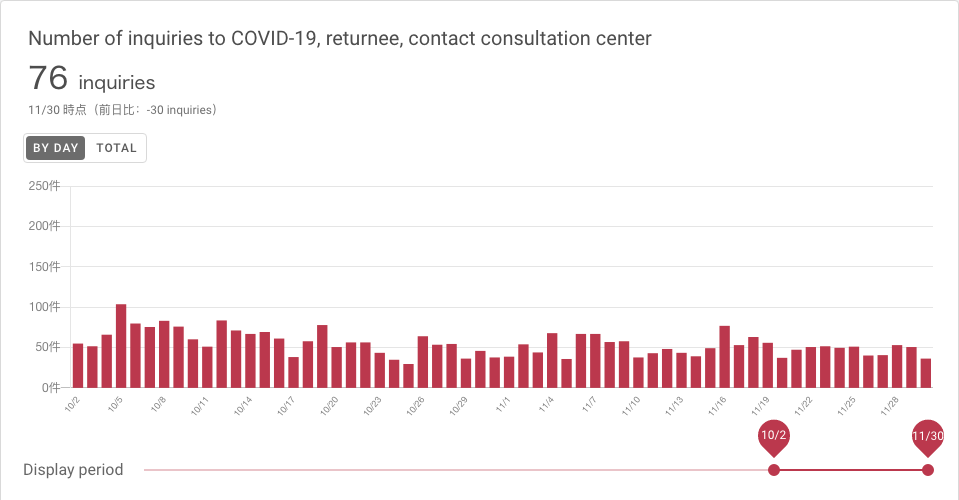 Number of inquiries to COVID-19, returnee, contact consultation center
76 inquiries
11/30 時点（前日比：-30 inquiries）
BY DAY TOTAL
250件
200件
150件
100件
50件
0件
10/2 10/5 10/8 10/11 10/14 10/17 10/20 10/23 10/26 10/29 11/1 11/4 11/7 11/10 11/13 11/16 11/19 11/22 11/25 11/28
10/2 11/30
Display period